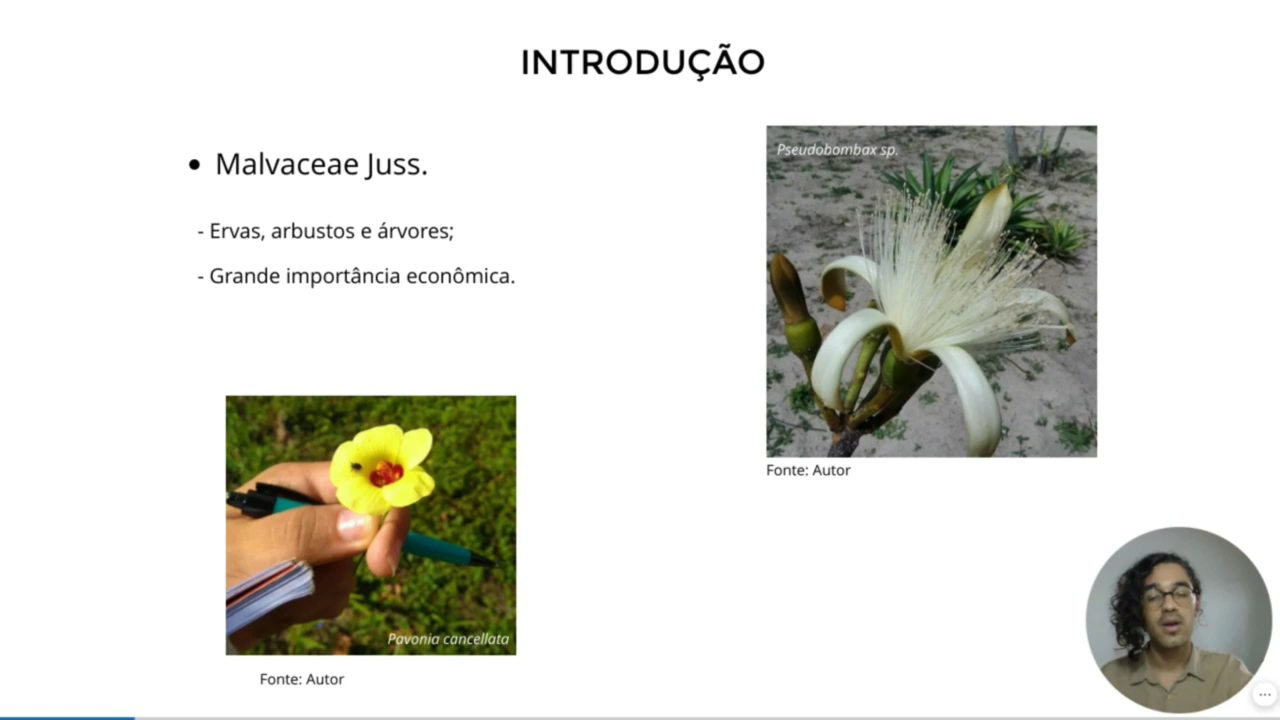 INTRODUÇÃO
• Malvaceae Juss.
- Ervas, arbustos e árvores;
- Grande importância econômica.
Pseudobombax sp.
Fonte: Autor
Pavonia cancellata
Fonte: Autor